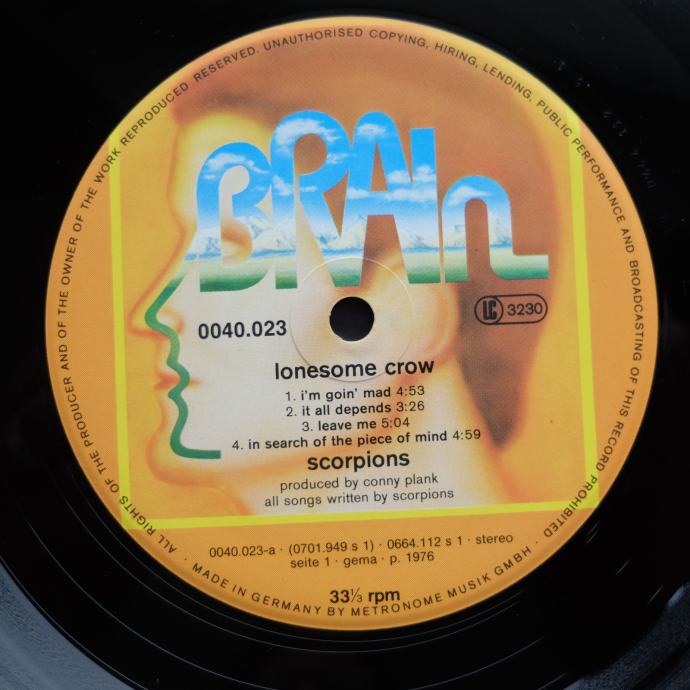 ALL RIGHTS OF THE PRODUCER AND OF THE OWNER OF THE WORK REPRODUCED RESERVED. UNAUTHORISED COPYING, HIRING, LENDING, PUBLIC PERFORMANCE AND BROADCASTING OF THIS RECORD PROHIBITED
BRAIn
LC 3230
0040.023
lonesome crow
1. i'm goin' mad 4:53
2. it all depends 3:26
3. leave me 5:04
4. in search of the piece of mind 4:59
scorpions
produced by conny plank
all songs written by scorpions
0040.023-a · (0701.949 s 1) · 0664.112 s 1 · stereo
seite 1 · gema · p. 1976
33⅓ rpm
· MADE IN GERMANY BY METRONOME MUSIK GMBH ·